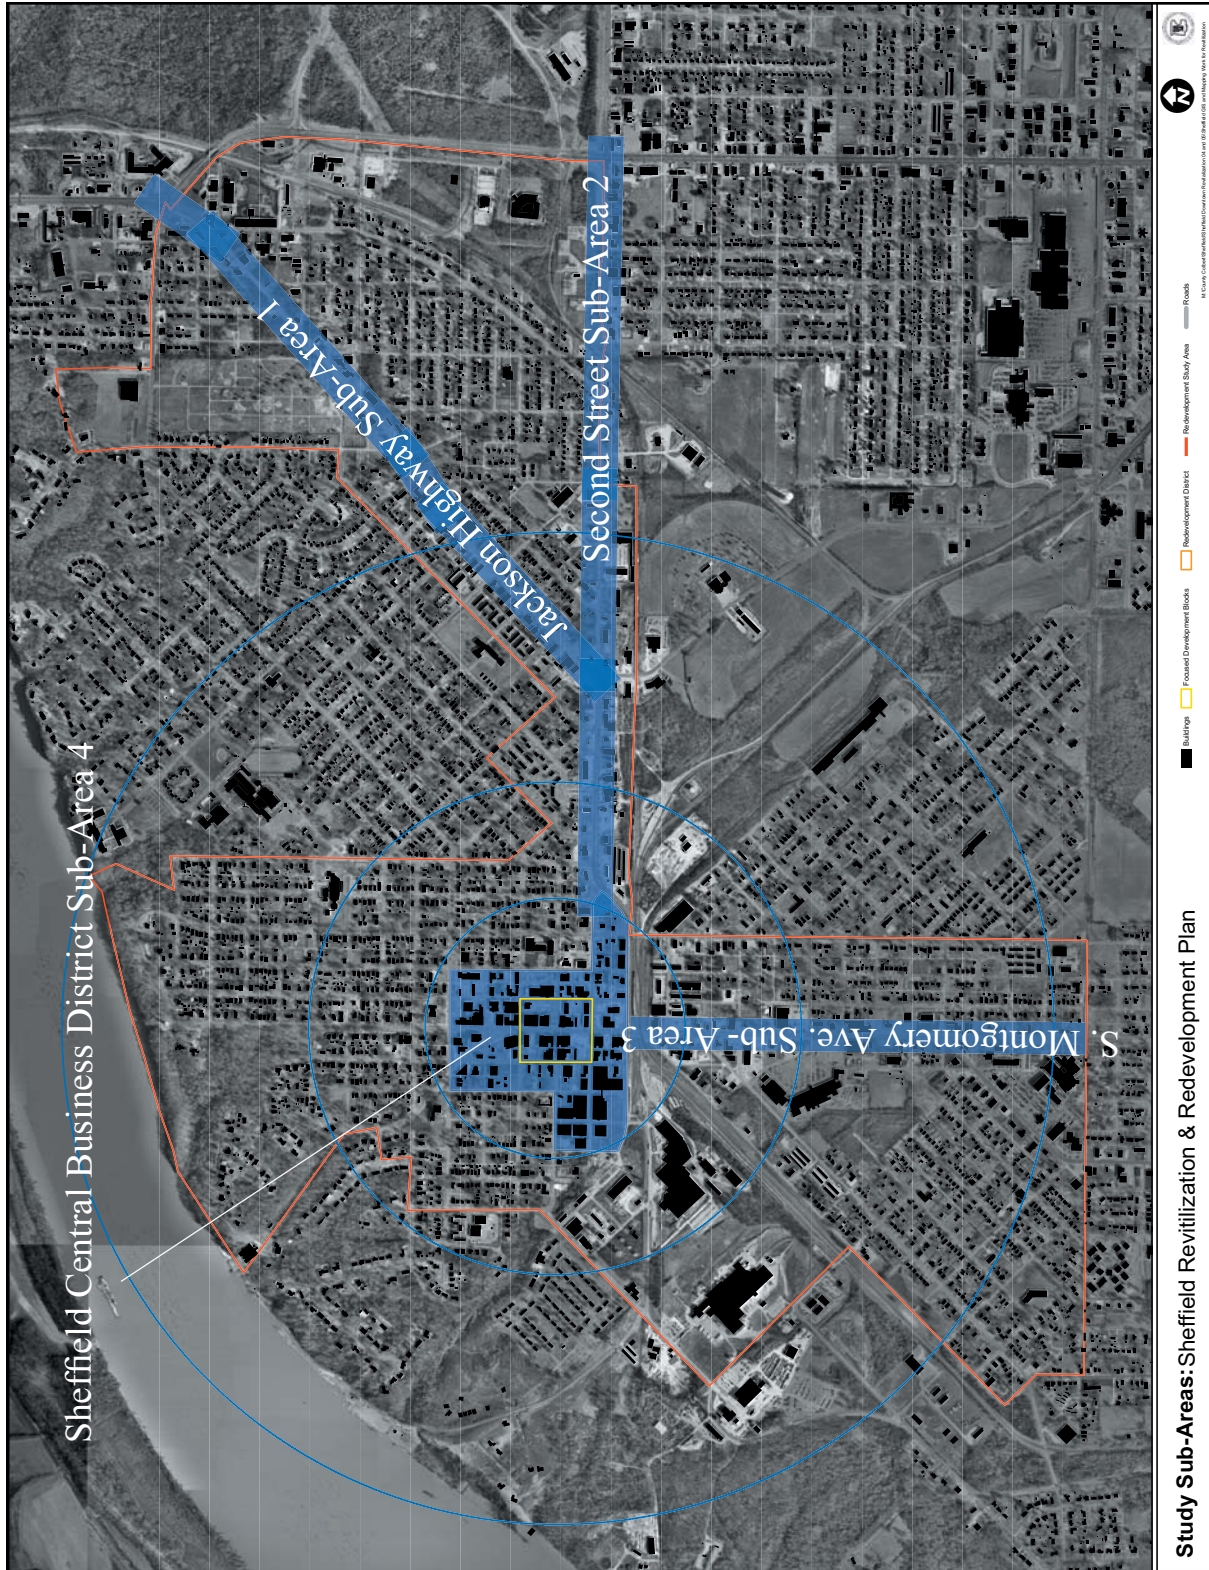 Sheffield Central Business District Sub-Area 4
Jackson Highway Sub-Area 1
Second Street Sub-Area 2
S. Montgomery Ave. Sub- Area 3
Study Sub-Areas: Sheffield Revitilization & Redevelopment Plan
Buildings
Focused Development Blocks
Redevelopment District
Redevelopment Study Area
Roads
N